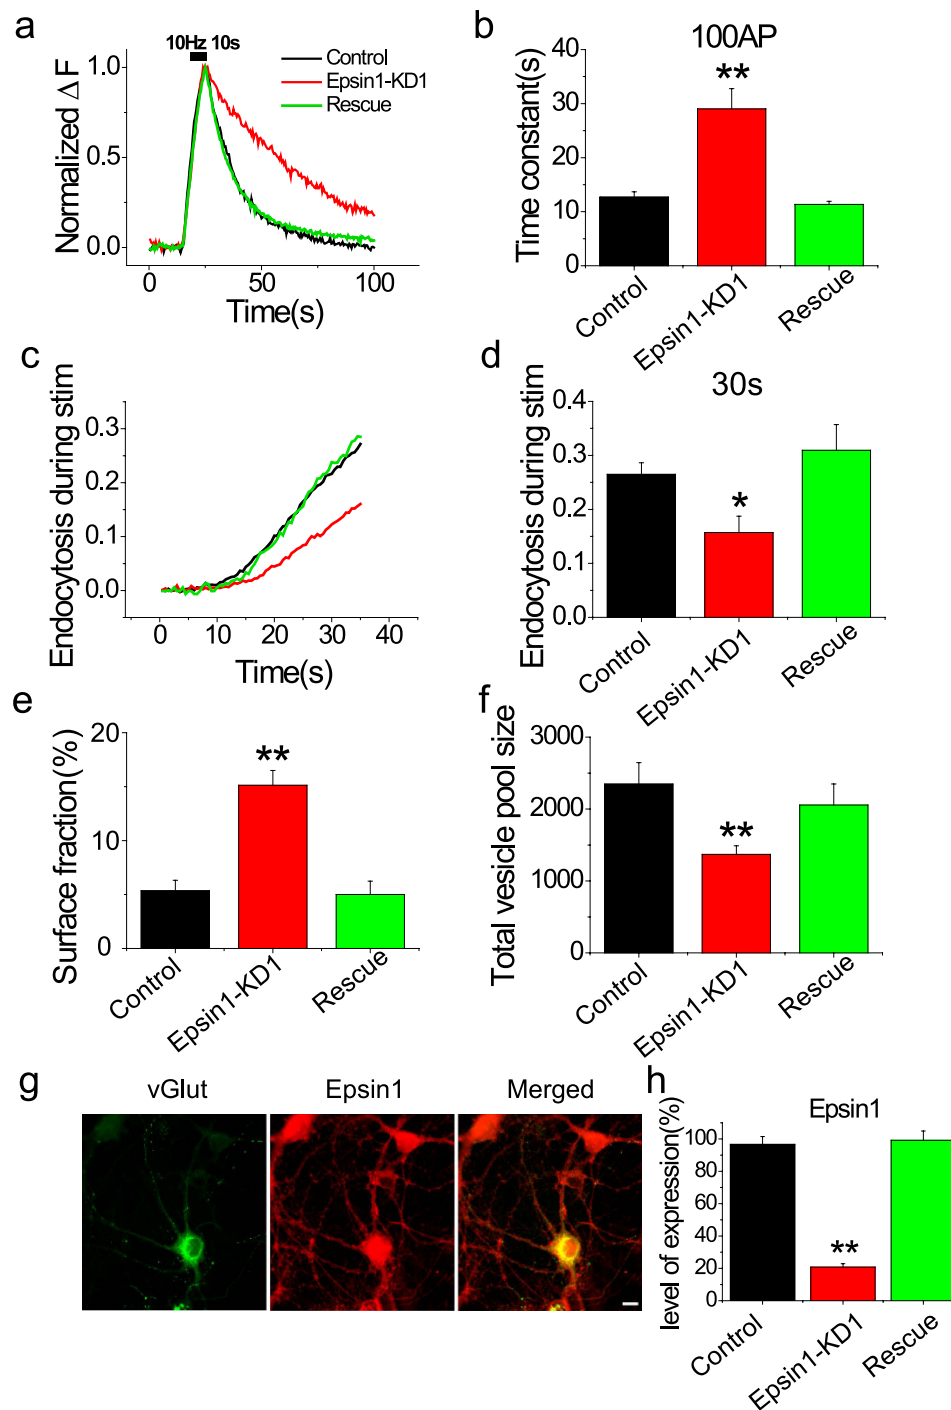 a
10Hz 10s
Control
Epsin1-KD1
Rescue
Normalized ΔF
1.0
0.5
0.0
0
50
100
Time(s)
b
100AP
**
Time constant(s)
40
30
20
10
0
Control
Epsin1-KD1
Rescue
c
Endocytosis during stim
0.3
0.2
0.1
0.0
0
10
20
30
40
Time(s)
d
30s
*
Endocytosis during stim
0.4
0.3
0.2
0.1
0.0
Control
Epsin1-KD1
Rescue
e
**
Surface fraction(%)
20
10
0
Control
Epsin1-KD1
Rescue
f
**
Total vesicle pool size
3000
2000
1000
0
Control
Epsin1-KD1
Rescue
g
vGlut
Epsin1
Merged
h
Epsin1
**
level of expression(%)
100
80
60
40
20
0
Control
Epsin1-KD1
Rescue